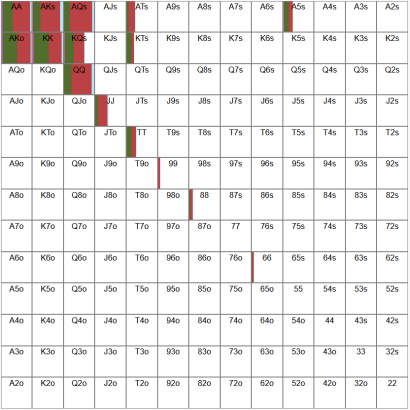 AA AKs AQs AJs ATs A9s A8s A7s A6s A5s A4s A3s A2s
AKo KK KQs KJs KTs K9s K8s K7s K6s K5s K4s K3s K2s
AQo KQo QQ QJs QTs Q9s Q8s Q7s Q6s Q5s Q4s Q3s Q2s
AJo KJo QJo JJ JTs J9s J8s J7s J6s J5s J4s J3s J2s
ATo KTo QTo JTo TT T9s T8s T7s T6s T5s T4s T3s T2s
A9o K9o Q9o J9o T9o 99 98s 97s 96s 95s 94s 93s 92s
A8o K8o Q8o J8o T8o 98o 88 87s 86s 85s 84s 83s 82s
A7o K7o Q7o J7o T7o 97o 87o 77 76s 75s 74s 73s 72s
A6o K6o Q6o J6o T6o 96o 86o 76o 66 65s 64s 63s 62s
A5o K5o Q5o J5o T5o 95o 85o 75o 65o 55 54s 53s 52s
A4o K4o Q4o J4o T4o 94o 84o 74o 64o 54o 44 43s 42s
A3o K3o Q3o J3o T3o 93o 83o 73o 63o 53o 43o 33 32s
A2o K2o Q2o J2o T2o 92o 82o 72o 62o 52o 42o 32o 22